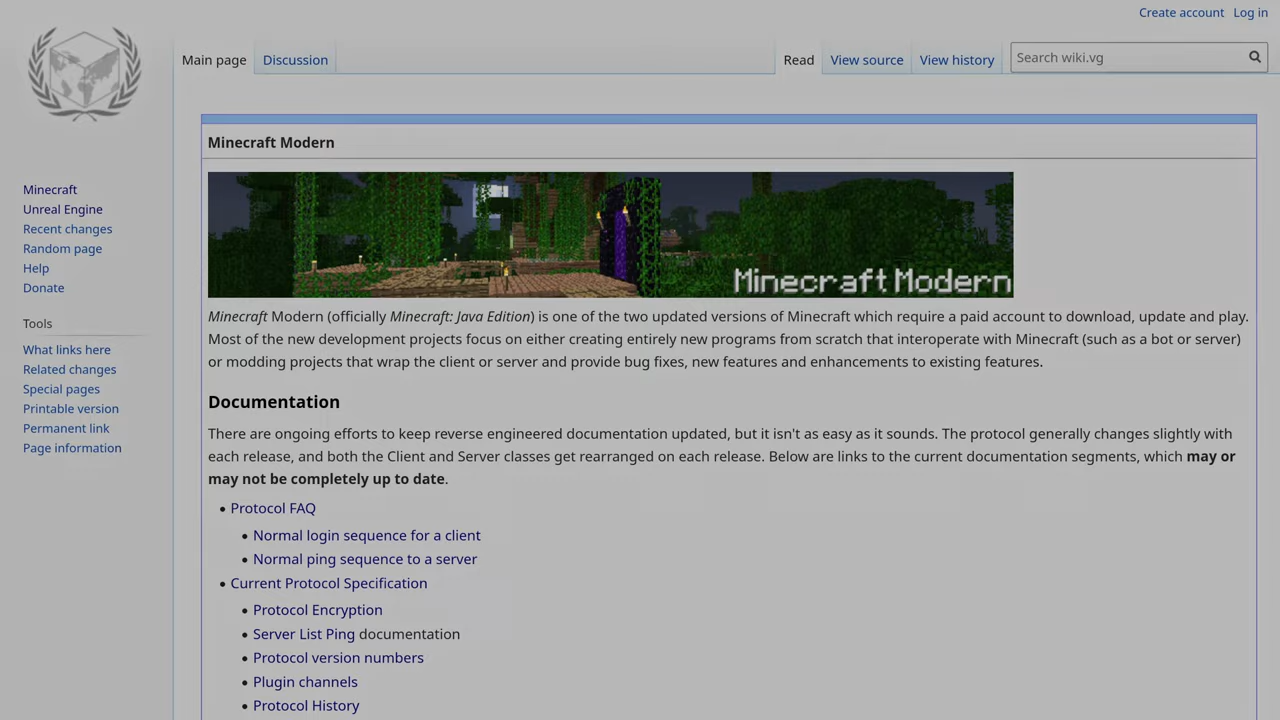 Create account Log in
Main page Discussion Read View source View history Search wiki.vg
Minecraft Modern
Minecraft Modern
Minecraft
Unreal Engine
Recent changes
Random page
Help
Donate
Tools
What links here
Related changes
Special pages
Printable version
Permanent link
Page information
Minecraft Modern (officially Minecraft: Java Edition) is one of the two updated versions of Minecraft which require a paid account to download, update and play.
Most of the new development projects focus on either creating entirely new programs from scratch that interoperate with Minecraft (such as a bot or server)
or modding projects that wrap the client or server and provide bug fixes, new features and enhancements to existing features.
Documentation
There are ongoing efforts to keep reverse engineered documentation updated, but it isn't as easy as it sounds. The protocol generally changes slightly with
each release, and both the Client and Server classes get rearranged on each release. Below are links to the current documentation segments, which may or
may not be completely up to date.
• Protocol FAQ
• Normal login sequence for a client
• Normal ping sequence to a server
• Current Protocol Specification
• Protocol Encryption
• Server List Ping documentation
• Protocol version numbers
• Plugin channels
• Protocol History